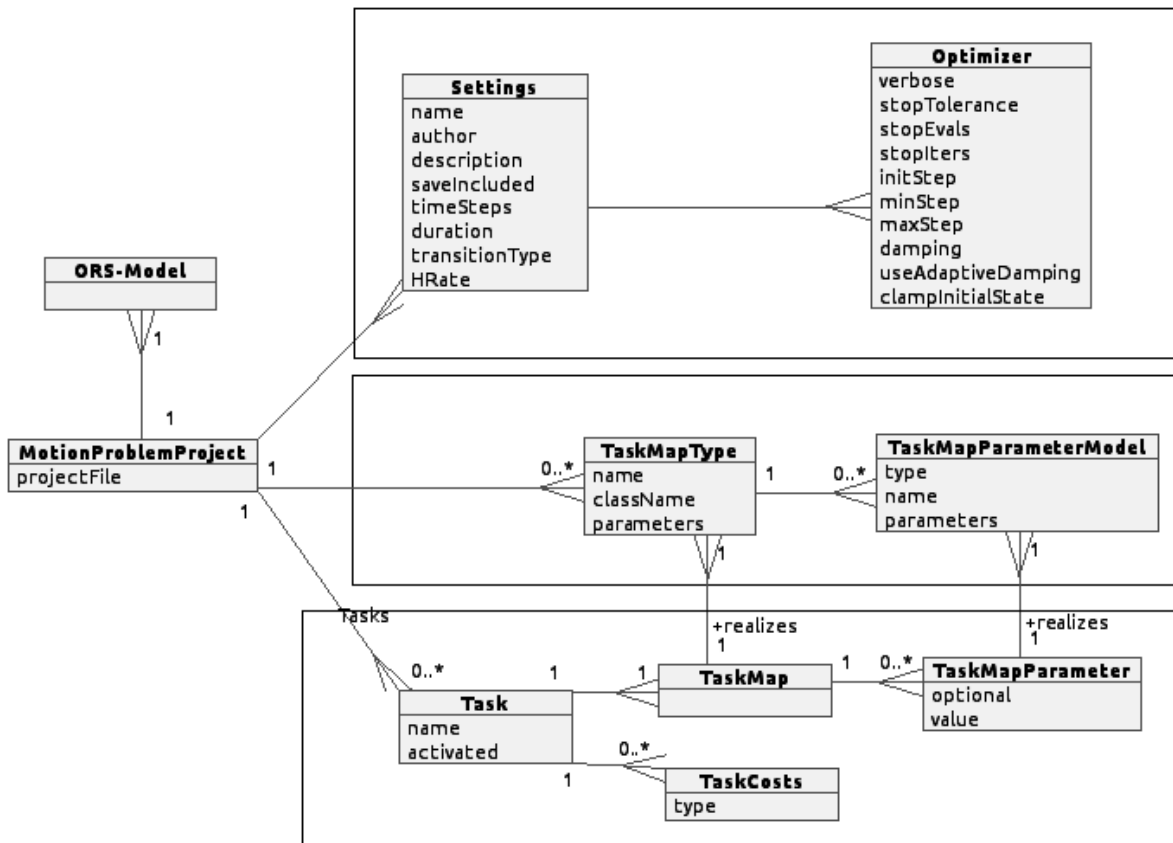 Settings
name
author
description
saveIncluded
timeSteps
duration
transitionType
HRate
Optimizer
verbose
stopTolerance
stopEvals
stopIters
initStep
minStep
maxStep
damping
useAdaptiveDamping
clampInitialState
ORS-Model
1
1
MotionProblemProject
projectFile
1
1
0..*
TaskMapType
name
className
parameters
1
0..*
TaskMapParameterModel
type
name
parameters
1
1
Tasks
+realizes
1
+realizes
1
0..*
Task
name
activated
1
1
TaskMap
1
0..*
TaskMapParameter
optional
value
1
0..*
TaskCosts
type